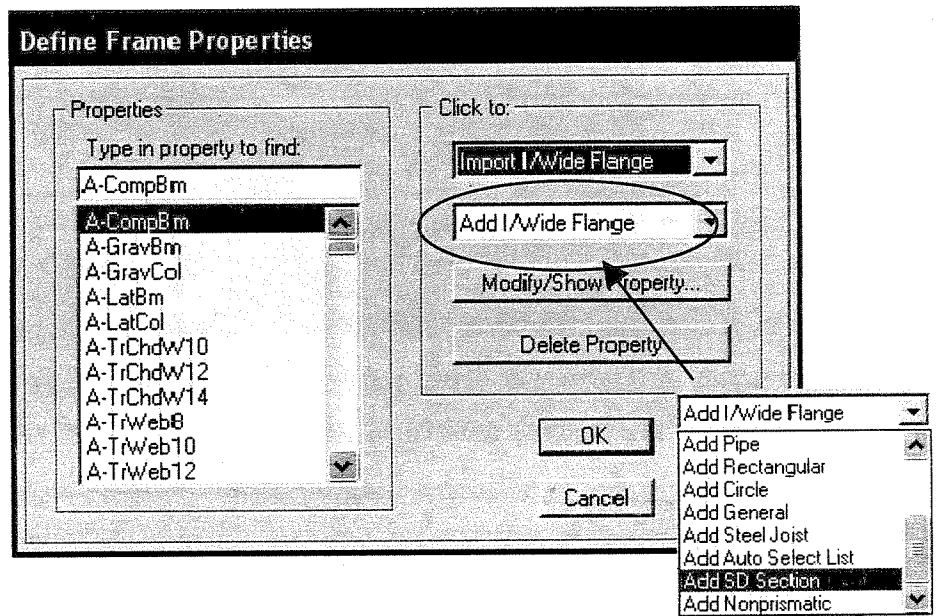 Define Frame Properties
Properties
Type in property to find:
A-CompBm
A-CompBm
A-GravBm
A-GravCol
A-LatBm
A-LatCol
A-TrChdW10
A-TrChdW12
A-TrChdW14
A-TrWeb8
A-TrWeb10
A-TrWeb12
Click to:
Import I/Wide Flange
Add I/Wide Flange
Modify/Show Property...
Delete Property
OK
Cancel
Add I/Wide Flange
Add Pipe
Add Rectangular
Add Circle
Add General
Add Steel Joist
Add Auto Select List
Add SD Section
Add Nonprismatic